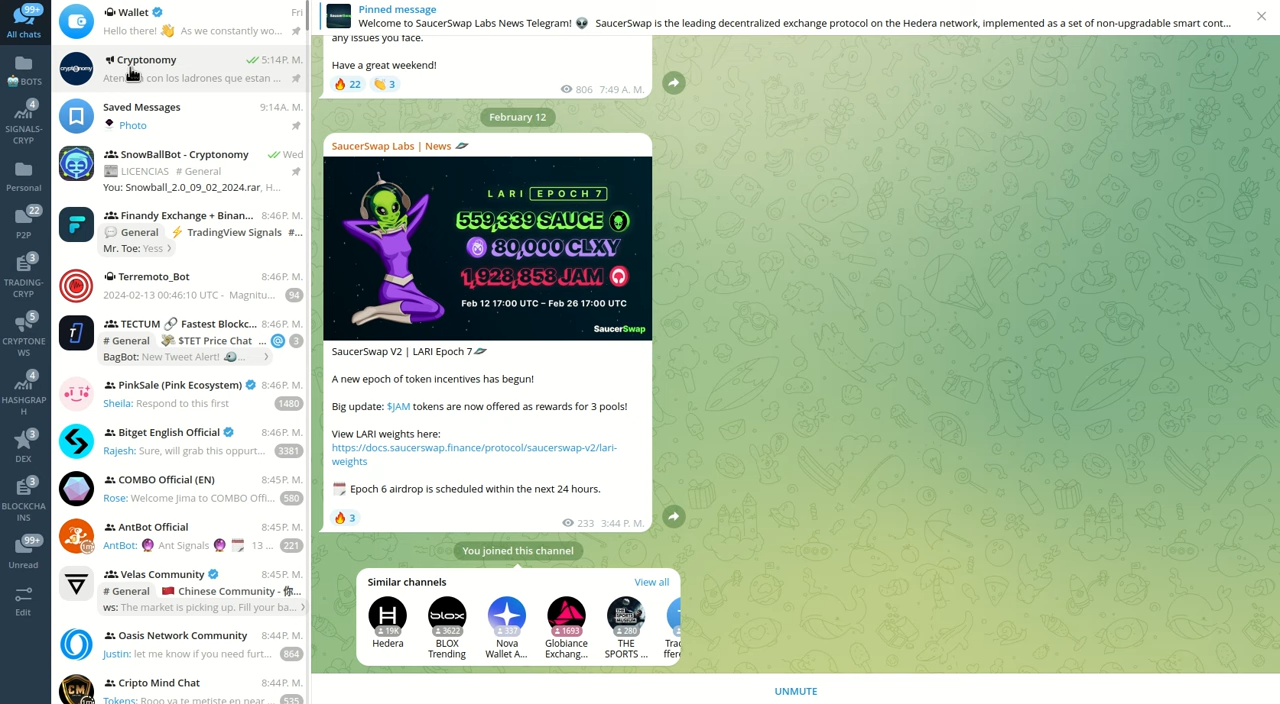 99+
All chats
BOTS
4
SIGNALS-
CRYP
Personal
22
P2P
3
TRADING-
CRYP
5
CRYPTONE
WS
4
HASHGRAP
H
3
DEX
3
BLOCKCHA
INS
99+
Unread
Edit
Wallet Fri
Hello there! 👋 As we constantly wo...
Cryptonomy 5:14P. M.
con los ladrones que estan ...
Saved Messages 9:14A. M.
Photo
SnowBallBot - Cryptonomy Wed
LICENCIAS # General
You: Snowball_2.0_09_02_2024.rar, H...
Finandy Exchange + Binan... 8:46P. M.
General ⚡ TradingView Signals #...
Mr. Toe: Yess
Terremoto_Bot 8:46P. M.
2024-02-13 00:46:10 UTC - Magnitu... 94
TECTUM 🔗 Fastest Blockc... 8:46P. M.
# General 💸 $TET Price Chat ... @ 3
BagBot: New Tweet Alert! ...
PinkSale (Pink Ecosystem) 8:46P. M.
Sheila: Respond to this first 1480
Bitget English Official 8:46P. M.
Rajesh: Sure, will grab this oppurt... 3381
COMBO Official (EN) 8:45P. M.
Rose: Welcome Jima to COMBO Offi... 580
AntBot Official 8:45P. M.
AntBot: 🔮 Ant Signals 🔮 13 ... 221
Velas Community 8:45P. M.
# General 🇨🇳 Chinese Community - 你...
ws: The market is picking up. Fill your ba...
Oasis Network Community 8:44P. M.
Justin: let me know if you need furt... 864
Cripto Mind Chat 8:44P. M.
Tokens: Rooo ya te metiste en near ... 535
Pinned message
Welcome to SaucerSwap Labs News Telegram! 👽 SaucerSwap is the leading decentralized exchange protocol on the Hedera network, implemented as a set of non-upgradable smart cont...
any issues you face.
Have a great weekend!
🔥 22 👏 3 806 7:49 A. M.
February 12
SaucerSwap Labs | News 🛸
LARI EPOCH 7
559,339 SAUCE
80,000 CLXY
1,928,858 JAM
Feb 12 17:00 UTC – Feb 26 17:00 UTC
SaucerSwap
SaucerSwap V2 | LARI Epoch 7🛸
A new epoch of token incentives has begun!
Big update: $JAM tokens are now offered as rewards for 3 pools!
View LARI weights here:
https://docs.saucerswap.finance/protocol/saucerswap-v2/lari-
weights
🗓 Epoch 6 airdrop is scheduled within the next 24 hours.
🔥 3 233 3:44 P. M.
You joined this channel
Similar channels View all
19K 3622 337 1693 280
Hedera
BLOX
Trending
Nova
Wallet A...
Globiance
Exchang...
THE
SPORTS ...
UNMUTE